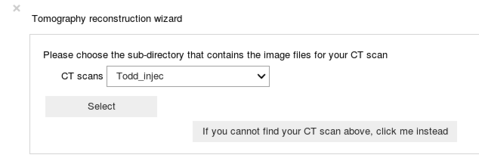 Tomography reconstruction wizard
Please choose the sub-directory that contains the image files for your CT scan
CT scans Todd_injec
Select
If you cannot find your CT scan above, click me instead